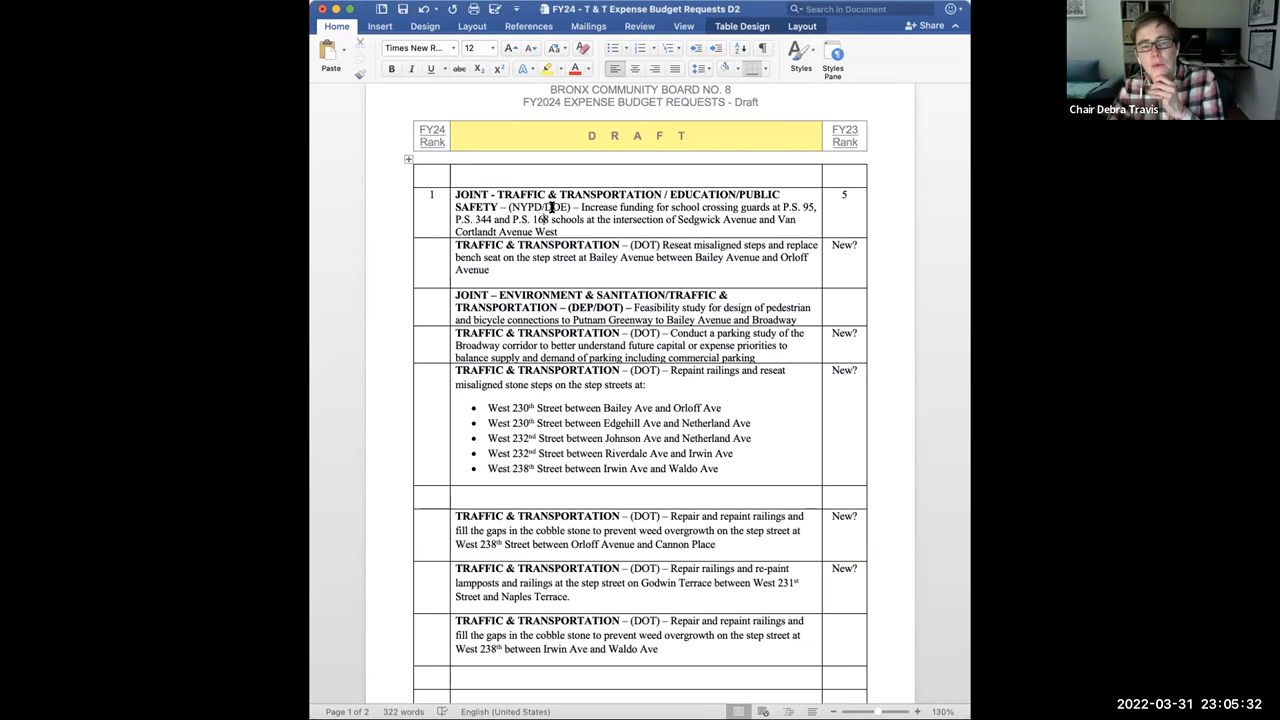 FY24 - T & T Expense Budget Requests D2
Search in Document
Home Insert Design Layout References Mailings Review View Table Design Layout Share
Paste Times New R... 12 Styles Styles Pane
BRONX COMMUNITY BOARD NO. 8
FY2024 EXPENSE BUDGET REQUESTS - Draft
FY24 Rank D R A F T FY23 Rank
1 JOINT - TRAFFIC & TRANSPORTATION / EDUCATION/PUBLIC 5
SAFETY – (NYPD/DOE) – Increase funding for school crossing guards at P.S. 95,
P.S. 344 and P.S. 168 schools at the intersection of Sedgwick Avenue and Van
Cortlandt Avenue West
TRAFFIC & TRANSPORTATION – (DOT) Reseat misaligned steps and replace New?
bench seat on the step street at Bailey Avenue between Bailey Avenue and Orloff
Avenue
JOINT – ENVIRONMENT & SANITATION/TRAFFIC &
TRANSPORTATION – (DEP/DOT) – Feasibility study for design of pedestrian
and bicycle connections to Putnam Greenway to Bailey Avenue and Broadway
TRAFFIC & TRANSPORTATION – (DOT) – Conduct a parking study of the New?
Broadway corridor to better understand future capital or expense priorities to
balance supply and demand of parking including commercial parking
TRAFFIC & TRANSPORTATION – (DOT) – Repaint railings and reseat New?
misaligned stone steps on the step streets at:
• West 230th Street between Bailey Ave and Orloff Ave
• West 230th Street between Edgehill Ave and Netherland Ave
• West 232nd Street between Johnson Ave and Netherland Ave
• West 232nd Street between Riverdale Ave and Irwin Ave
• West 238th Street between Irwin Ave and Waldo Ave
TRAFFIC & TRANSPORTATION – (DOT) – Repair and repaint railings and New?
fill the gaps in the cobble stone to prevent weed overgrowth on the step street at
West 238th Street between Orloff Avenue and Cannon Place
TRAFFIC & TRANSPORTATION – (DOT) – Repair railings and re-paint New?
lampposts and railings at the step street on Godwin Terrace between West 231st
Street and Naples Terrace.
TRAFFIC & TRANSPORTATION – (DOT) – Repair and repaint railings and
fill the gaps in the cobble stone to prevent weed overgrowth on the step street at
West 238th between Irwin Ave and Waldo Ave
Page 1 of 2 322 words English (United States) 130%
Chair Debra Travis
2022-03-31 23:05:32